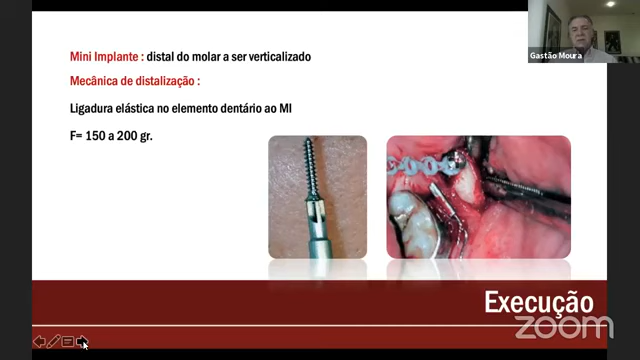 Mini Implante : distal do molar a ser verticalizado
Mecânica de distalização :
Ligadura elástica no elemento dentário ao MI
F= 150 a 200 gr.
Gastão Moura
Execução
zoom